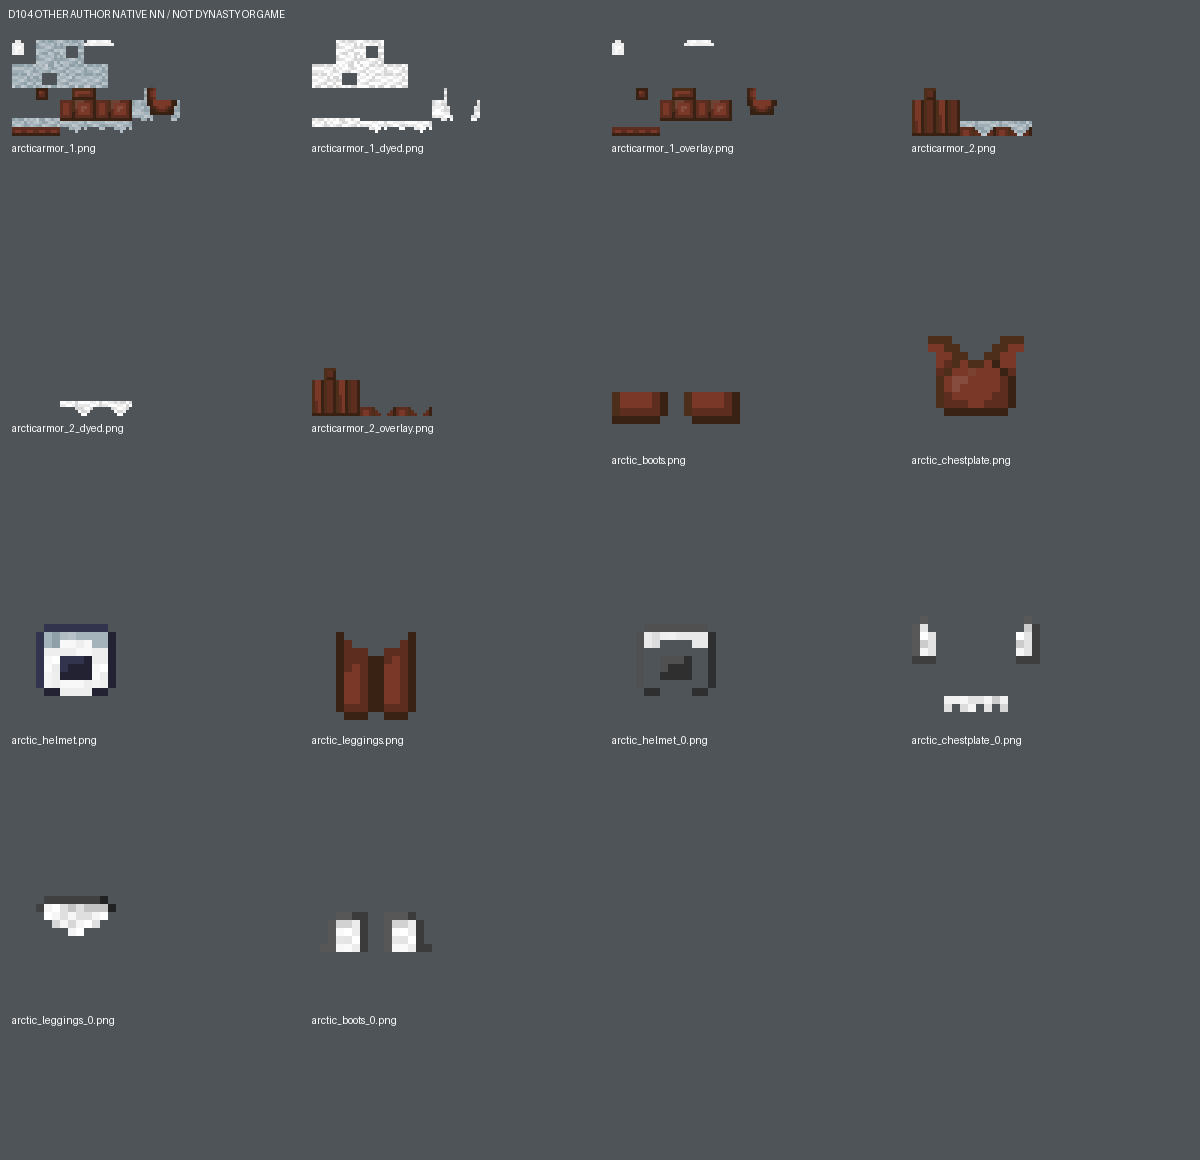 D104 OTHER AUTHOR NATIVE NN / NOT DYNASTY OR GAME
arcticarmor_1.png
arcticarmor_1_dyed.png
arcticarmor_1_overlay.png
arcticarmor_2.png
arcticarmor_2_dyed.png
arcticarmor_2_overlay.png
arctic_boots.png
arctic_chestplate.png
arctic_helmet.png
arctic_leggings.png
arctic_helmet_0.png
arctic_chestplate_0.png
arctic_leggings_0.png
arctic_boots_0.png